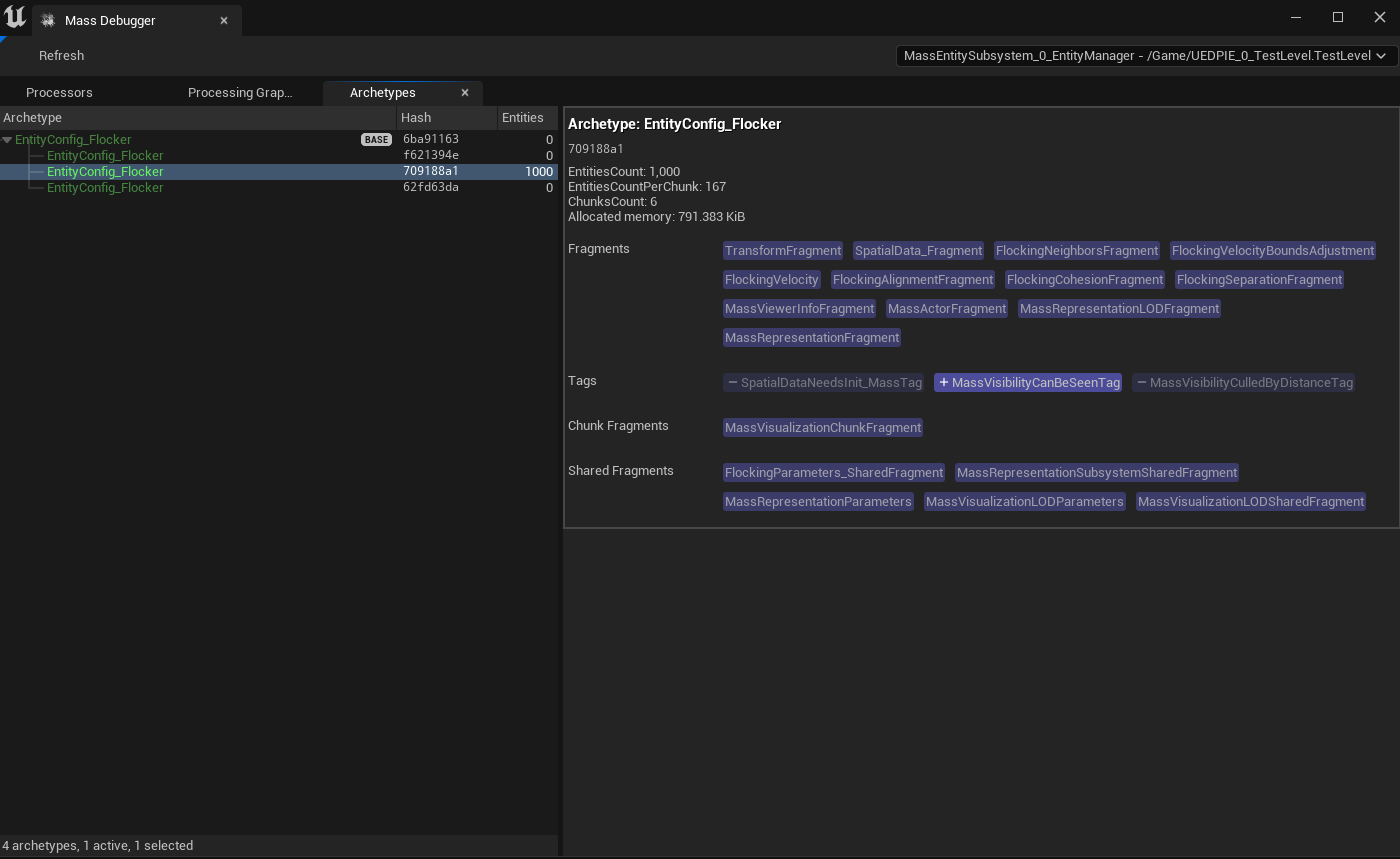 Mass Debugger
Refresh
MassEntitySubsystem_0_EntityManager - /Game/UEDPIE_0_TestLevel.TestLevel
Processors Processing Grap... Archetypes
Archetype Hash Entities
EntityConfig_Flocker BASE 6ba91163 0
EntityConfig_Flocker f621394e 0
EntityConfig_Flocker 709188a1 1000
EntityConfig_Flocker 62fd63da 0
4 archetypes, 1 active, 1 selected
Archetype: EntityConfig_Flocker
709188a1
EntitiesCount: 1,000
EntitiesCountPerChunk: 167
ChunksCount: 6
Allocated memory: 791.383 KiB
Fragments TransformFragment SpatialData_Fragment FlockingNeighborsFragment FlockingVelocityBoundsAdjustment
FlockingVelocity FlockingAlignmentFragment FlockingCohesionFragment FlockingSeparationFragment
MassViewerInfoFragment MassActorFragment MassRepresentationLODFragment
MassRepresentationFragment
Tags − SpatialDataNeedsInit_MassTag + MassVisibilityCanBeSeenTag − MassVisibilityCulledByDistanceTag
Chunk Fragments MassVisualizationChunkFragment
Shared Fragments FlockingParameters_SharedFragment MassRepresentationSubsystemSharedFragment
MassRepresentationParameters MassVisualizationLODParameters MassVisualizationLODSharedFragment